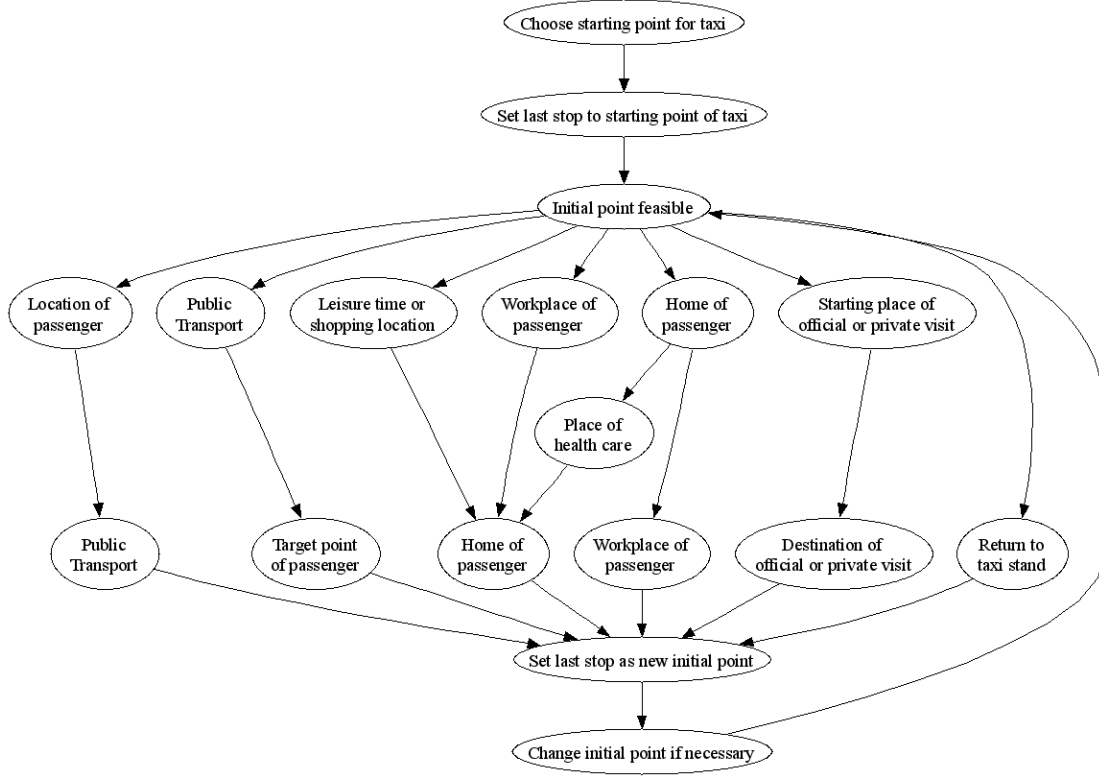 Choose starting point for taxi
Set last stop to starting point of taxi
Initial point feasible
Location of
passenger
Public
Transport
Leisure time or
shopping location
Workplace of
passenger
Home of
passenger
Starting place of
official or private visit
Place of
health care
Public
Transport
Target point
of passenger
Home of
passenger
Workplace of
passenger
Destination of
official or private visit
Return to
taxi stand
Set last stop as new initial point
Change initial point if necessary